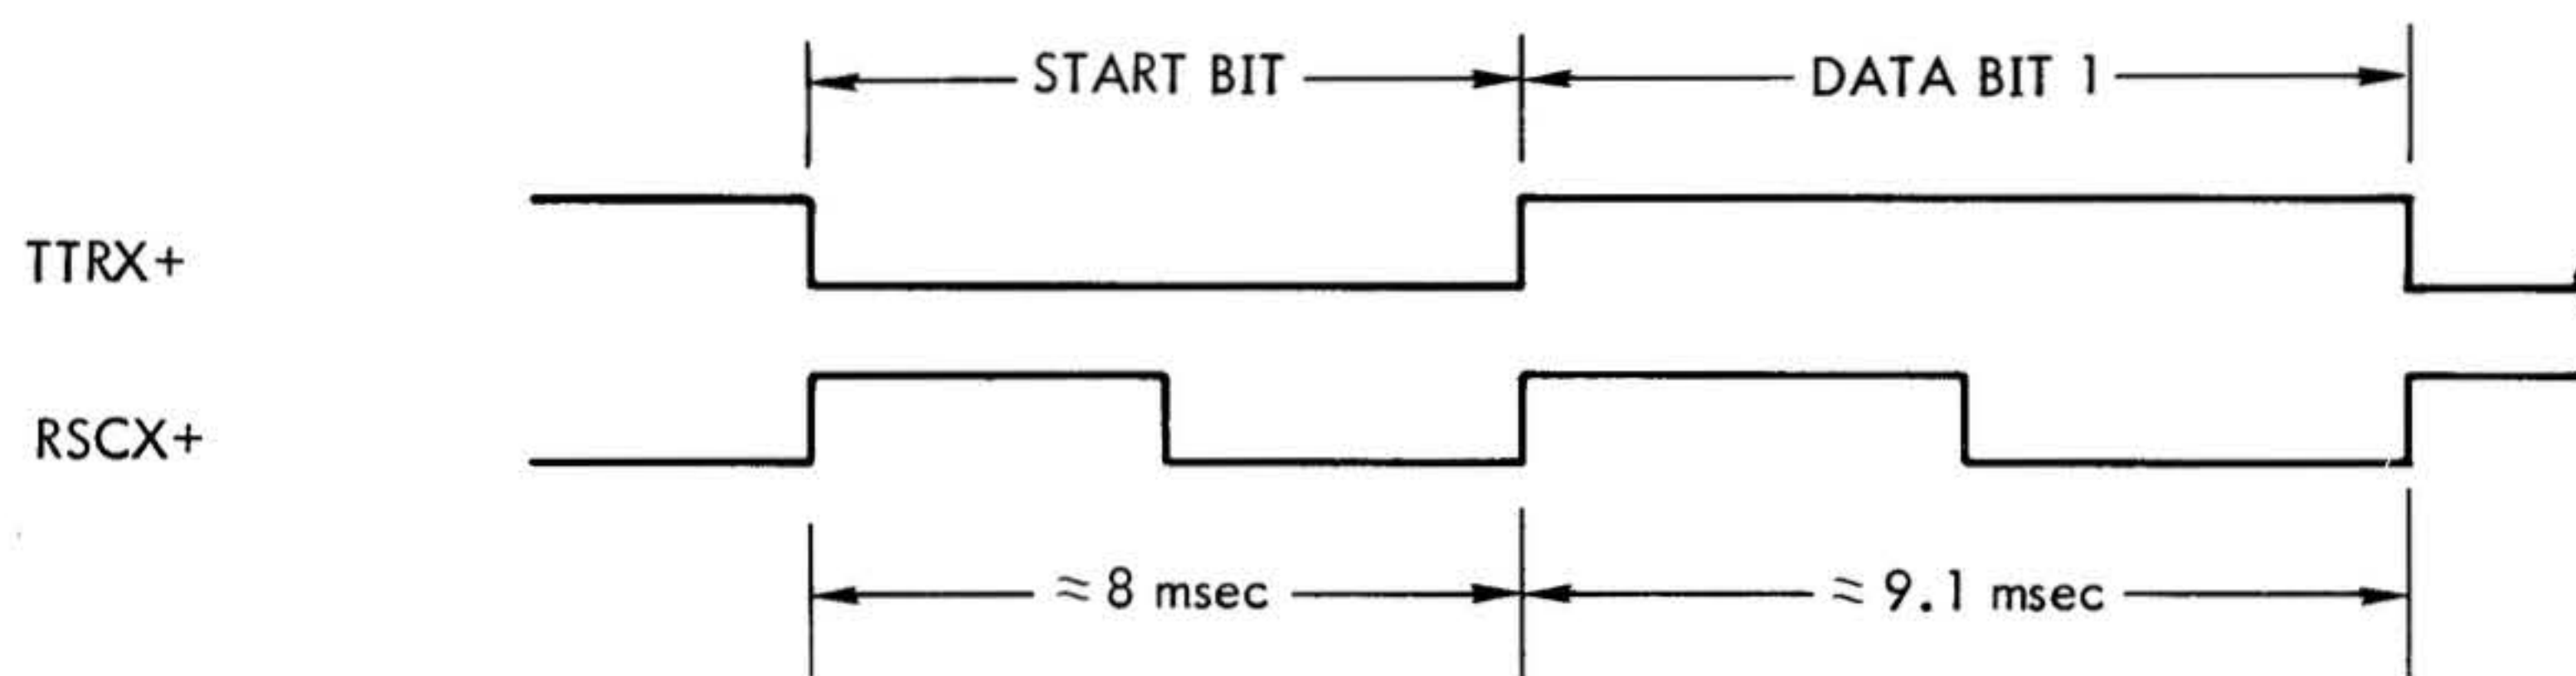 START BIT
DATA BIT 1
TTRX+
RSCX+
≈ 8 msec
≈ 9.1 msec